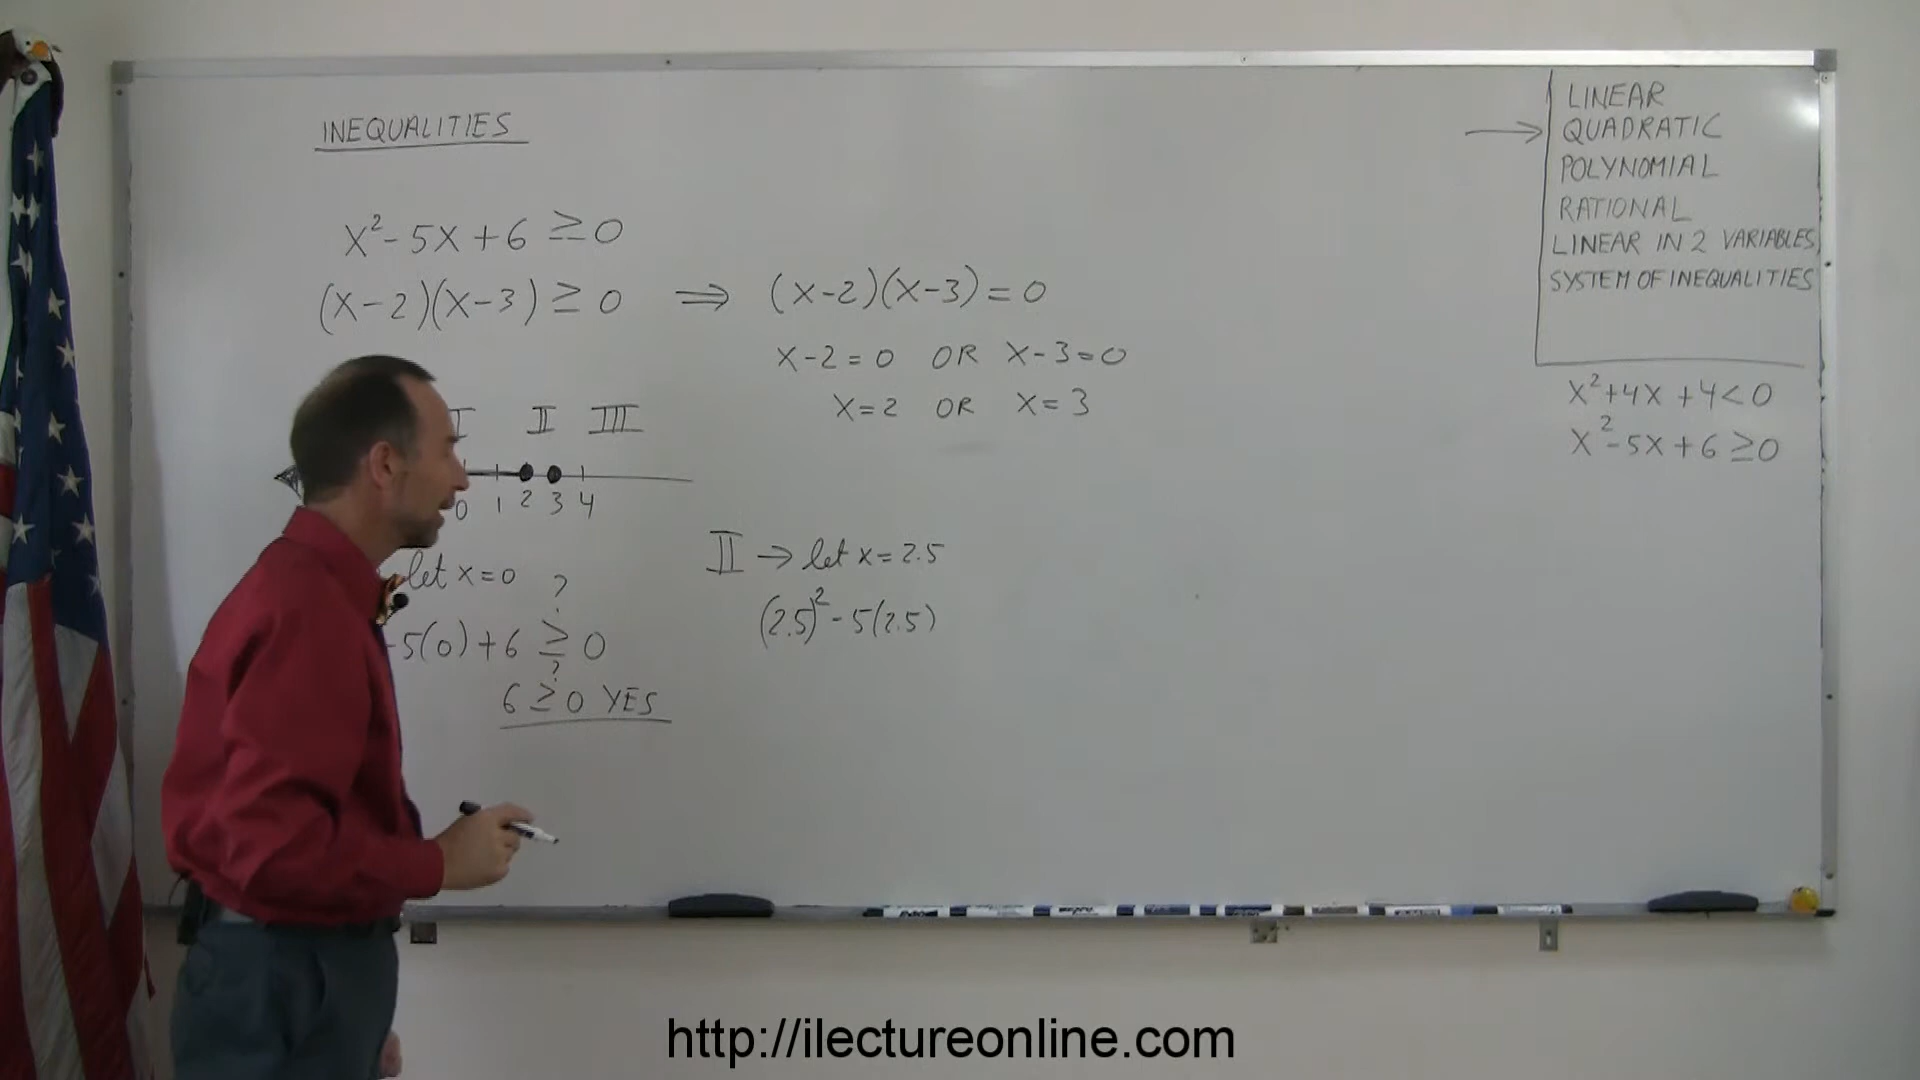 INEQUALITIES
x²-5x+6 ≥ 0
(x-2)(x-3) ≥ 0 ⟹ (x-2)(x-3) = 0
x-2=0 OR x-3=0
x=2 OR x=3
I II III
0 1 2 3 4
let x=0
?
-5(0)+6 ≥ 0
?
6 ≥ 0 YES
II → let x=2.5
(2.5)²-5(2.5)
→ LINEAR
QUADRATIC
POLYNOMIAL
RATIONAL
LINEAR IN 2 VARIABLES
SYSTEM OF INEQUALITIES
x²+4x+4<0
x²-5x+6 ≥ 0
http://ilectureonline.com